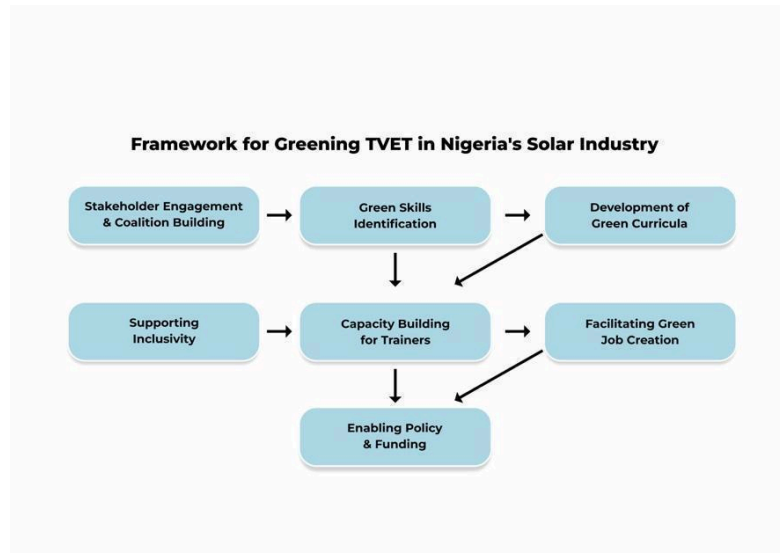 Framework for Greening TVET in Nigeria's Solar Industry
Stakeholder Engagement
& Coalition Building
Green Skills
Identification
Development of
Green Curricula
Supporting
Inclusivity
Capacity Building
for Trainers
Facilitating Green
Job Creation
Enabling Policy
& Funding